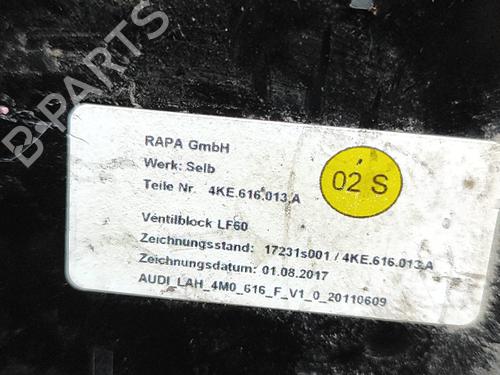 B-PARTS
RAPA GmbH
Werk: Selb
Teile Nr. 4KE.616.013.A
02 S
Ventilblock LF60
Zeichnungsstand: 17231s001 / 4KE.616.013.A
Zeichnungsdatum: 01.08.2017
AUDI_LAH_4M0_616_F_V1_0_20110609